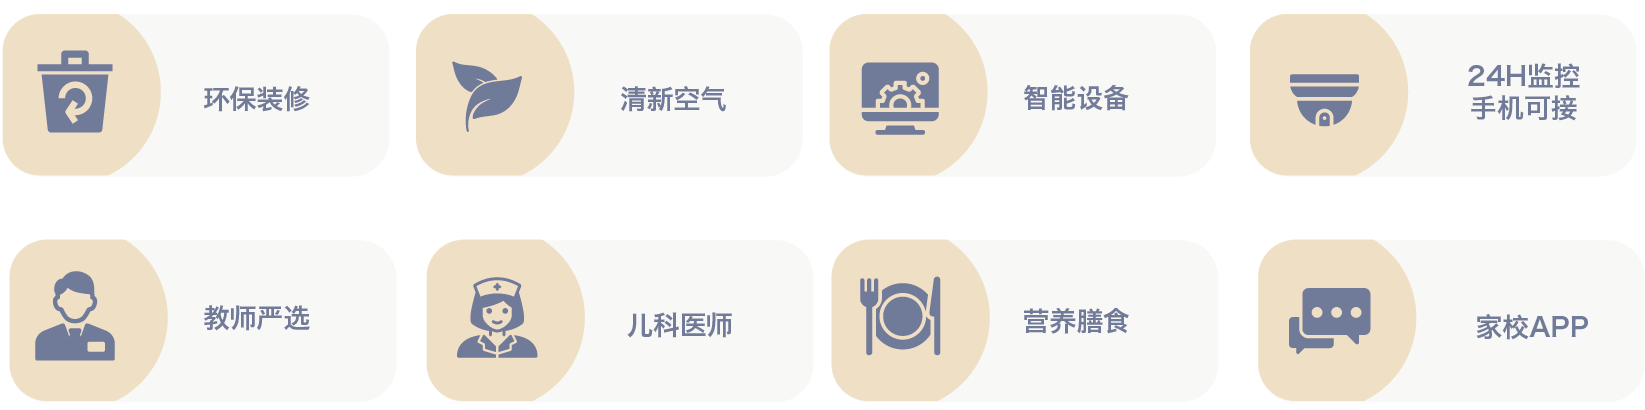 环保装修
清新空气
智能设备
24H监控
手机可接
教师严选
儿科医师
营养膳食
家校APP